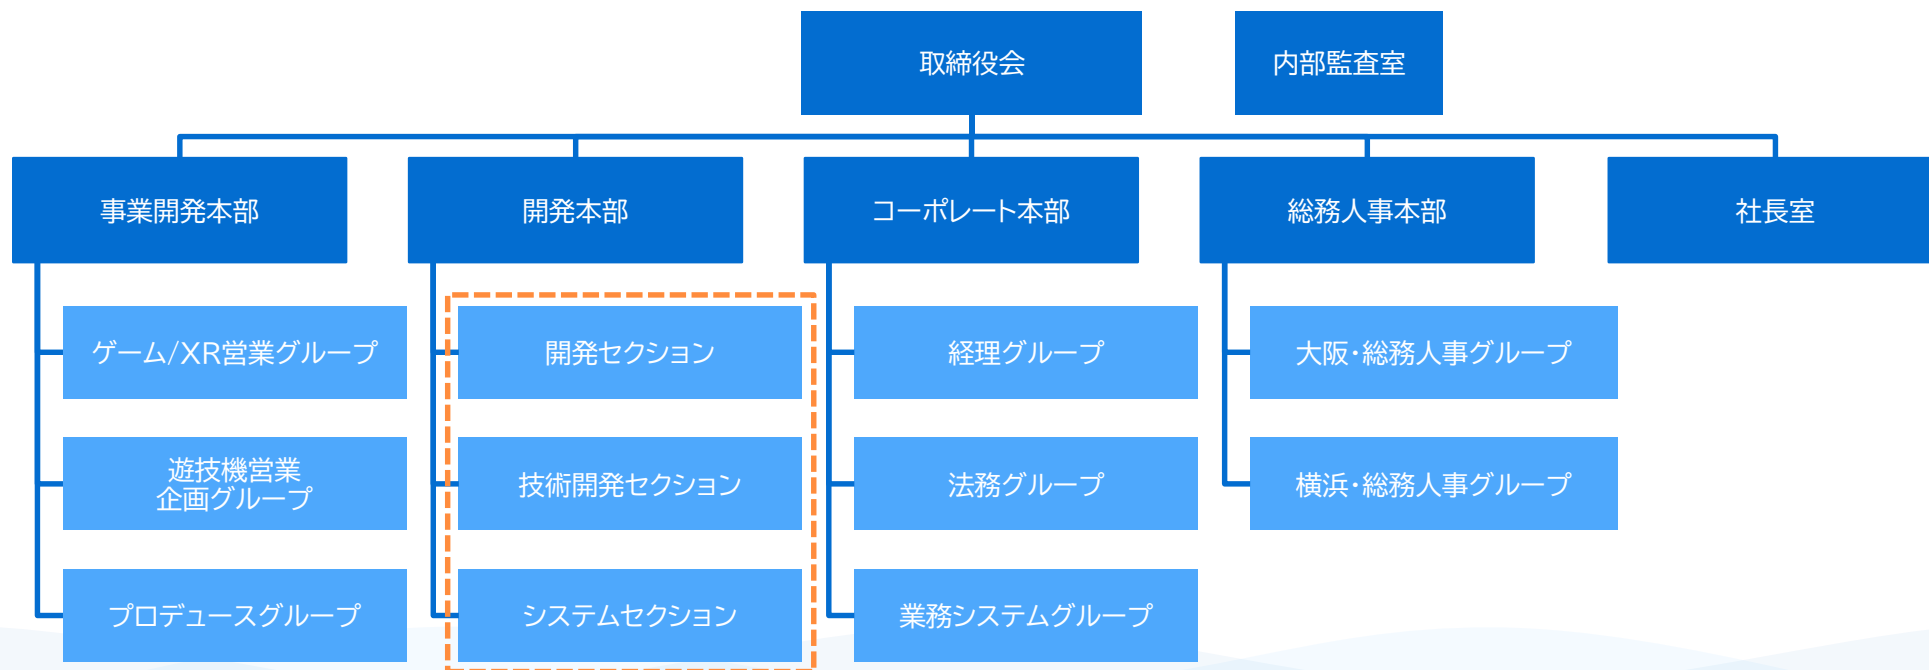 取締役会
内部監査室
事業開発本部
開発本部
コーポレート本部
総務人事本部
社長室
ゲーム/XR営業グループ
開発セクション
経理グループ
大阪・総務人事グループ
遊技機営業
企画グループ
技術開発セクション
法務グループ
横浜・総務人事グループ
プロデュースグループ
システムセクション
業務システムグループ